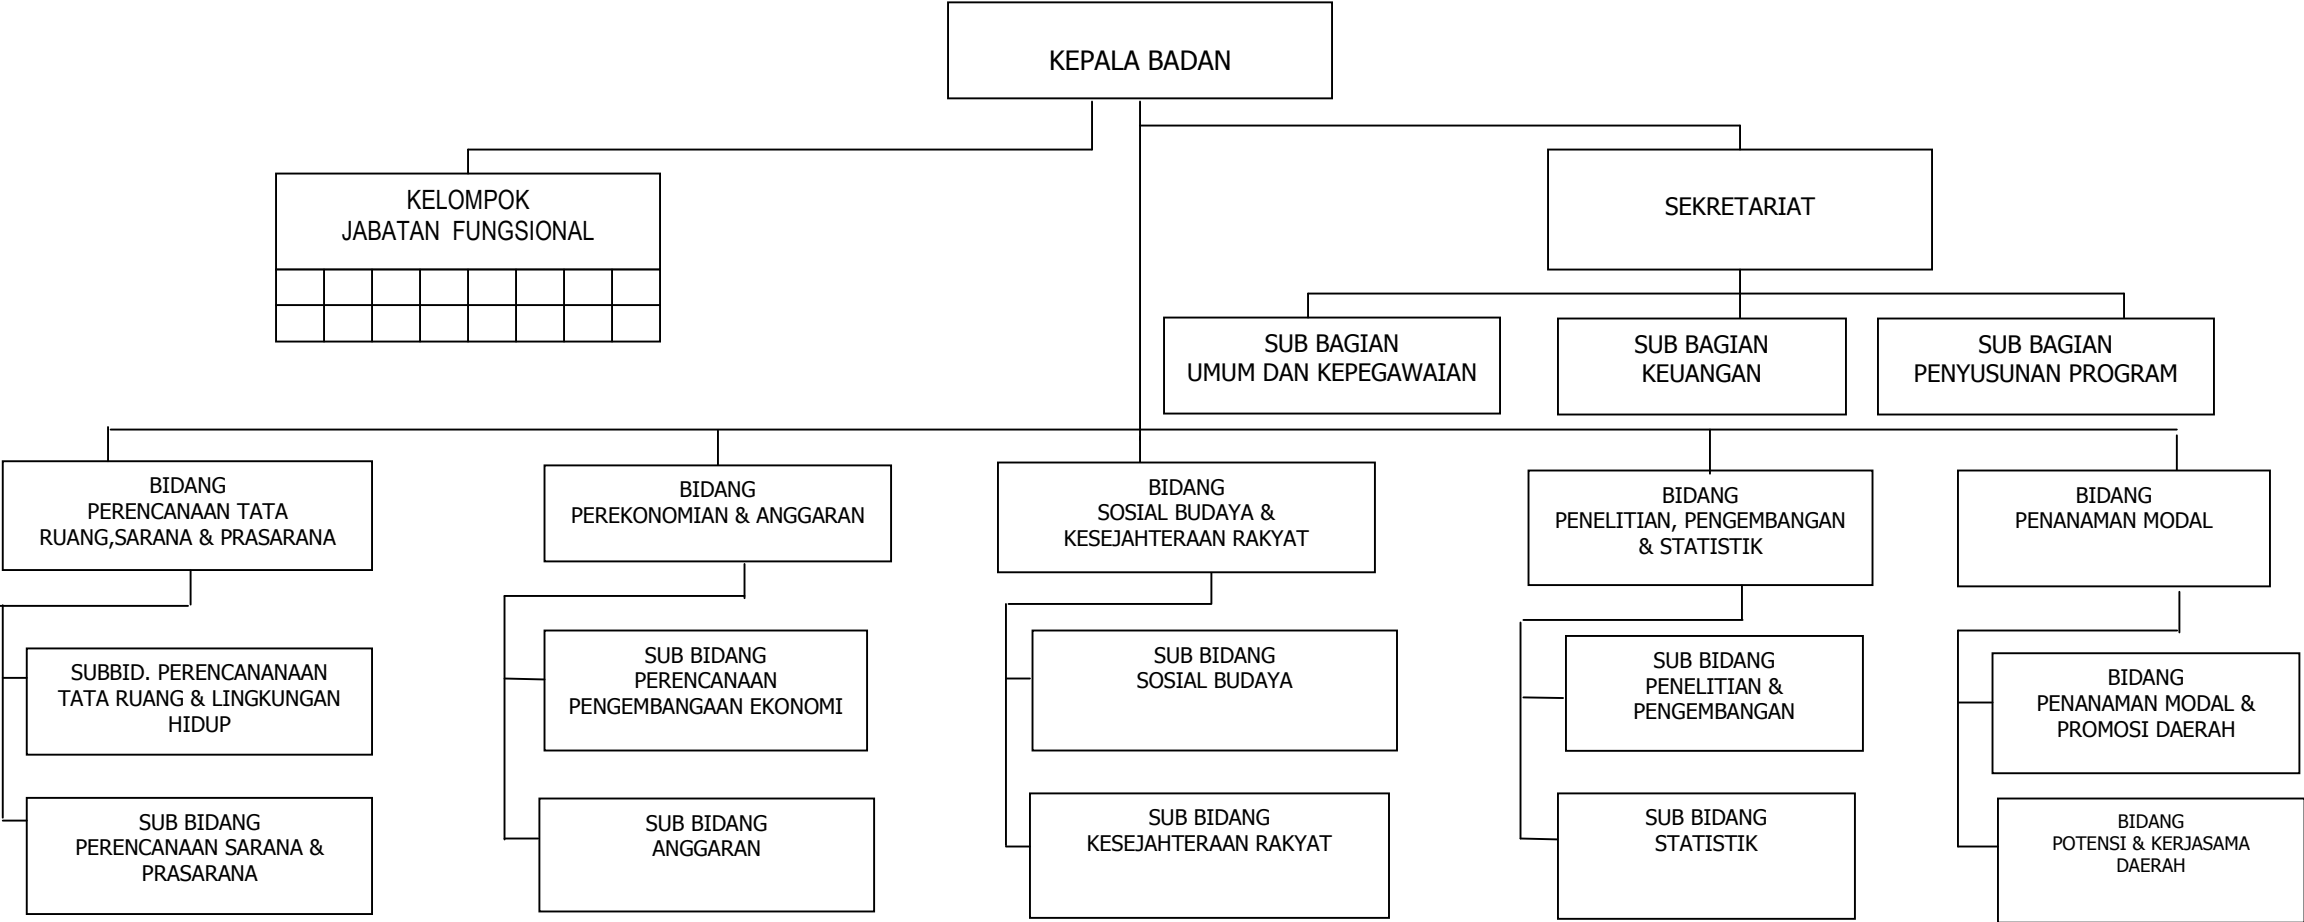 KEPALA BADAN
KELOMPOK
JABATAN FUNGSIONAL
SEKRETARIAT
SUB BAGIAN
UMUM DAN KEPEGAWAIAN
SUB BAGIAN
KEUANGAN
SUB BAGIAN
PENYUSUNAN PROGRAM
BIDANG
PERENCANAAN TATA
RUANG,SARANA & PRASARANA
BIDANG
PEREKONOMIAN & ANGGARAN
BIDANG
SOSIAL BUDAYA &
KESEJAHTERAAN RAKYAT
BIDANG
PENELITIAN, PENGEMBANGAN
& STATISTIK
BIDANG
PENANAMAN MODAL
SUBBID. PERENCANANAAN
TATA RUANG & LINGKUNGAN
HIDUP
SUB BIDANG
PERENCANAAN
PENGEMBANGAAN EKONOMI
SUB BIDANG
SOSIAL BUDAYA
SUB BIDANG
PENELITIAN &
PENGEMBANGAN
BIDANG
PENANAMAN MODAL &
PROMOSI DAERAH
SUB BIDANG
PERENCANAAN SARANA &
PRASARANA
SUB BIDANG
ANGGARAN
SUB BIDANG
KESEJAHTERAAN RAKYAT
SUB BIDANG
STATISTIK
BIDANG
POTENSI & KERJASAMA
DAERAH